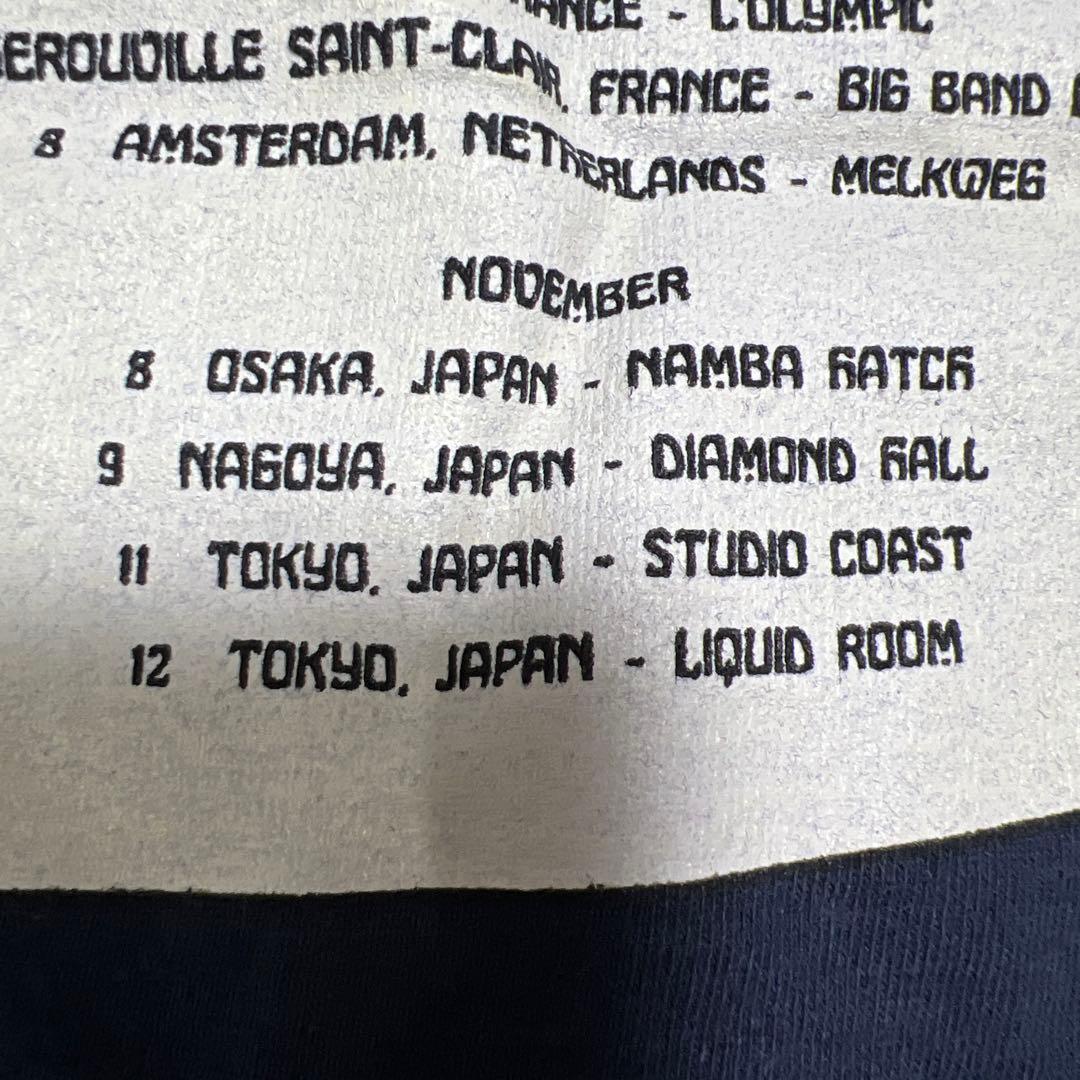 - L'OLYMPIC
SAINT-CLAIR, FRANCE - BIG BAND
8 AMSTERDAM, NETHERLANDS - MELKWEG
NOVEMBER
8 OSAKA, JAPAN - NAMBA HATCH
9 NAGOYA, JAPAN - DIAMOND HALL
11 TOKYO, JAPAN - STUDIO COAST
12 TOKYO, JAPAN - LIQUID ROOM